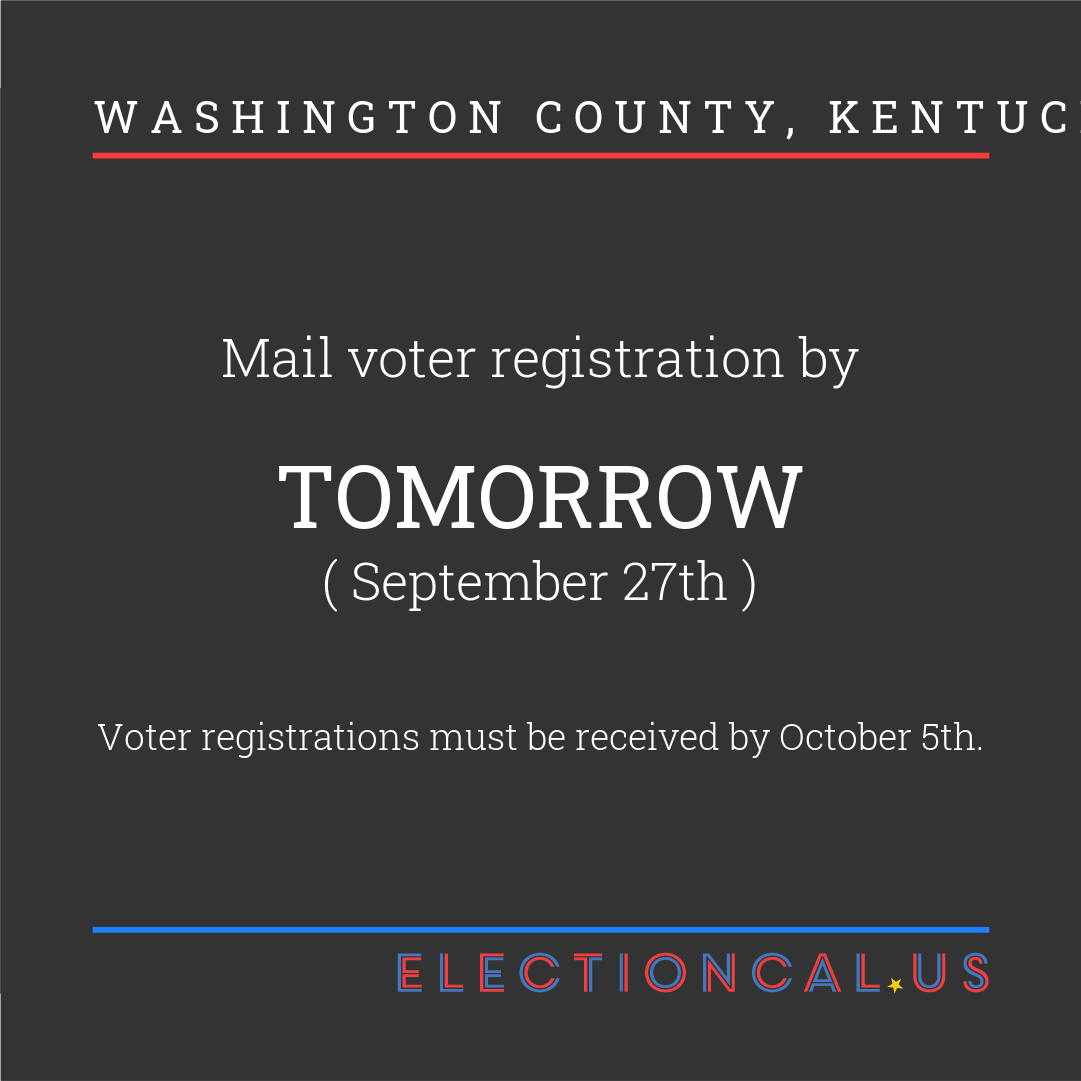 WASHINGTON COUNTY, KENTUC
Mail voter registration by
TOMORROW
( September 27th )
Voter registrations must be received by October 5th.
ELECTIONCAL.US